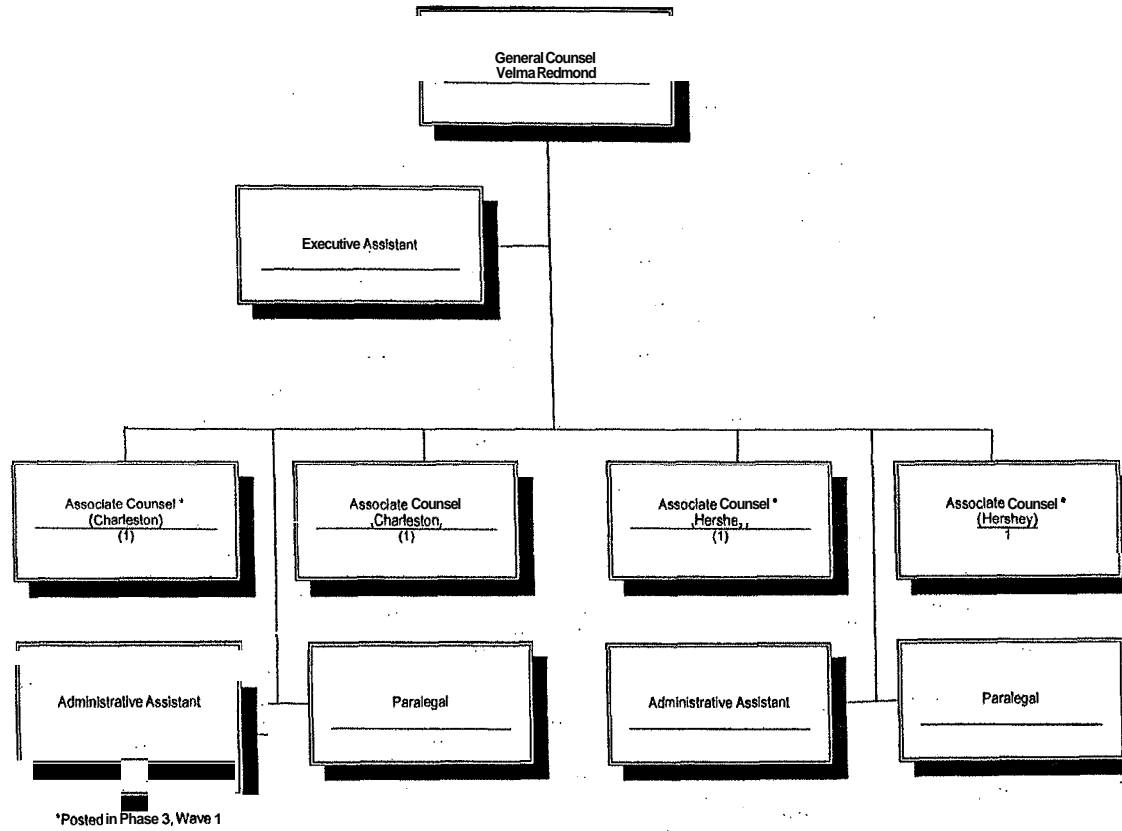 General Counsel
Velma Redmond
Executive Assistant
Associate Counsel *
(Charleston)
(1)
Associate Counsel
,Charleston,
(1)
Associate Counsel *
,Hershe,,
(1)
Associate Counsel *
(Hershey)
1
Administrative Assistant
Paralegal
Administrative Assistant
Paralegal
*Posted in Phase 3, Wave 1